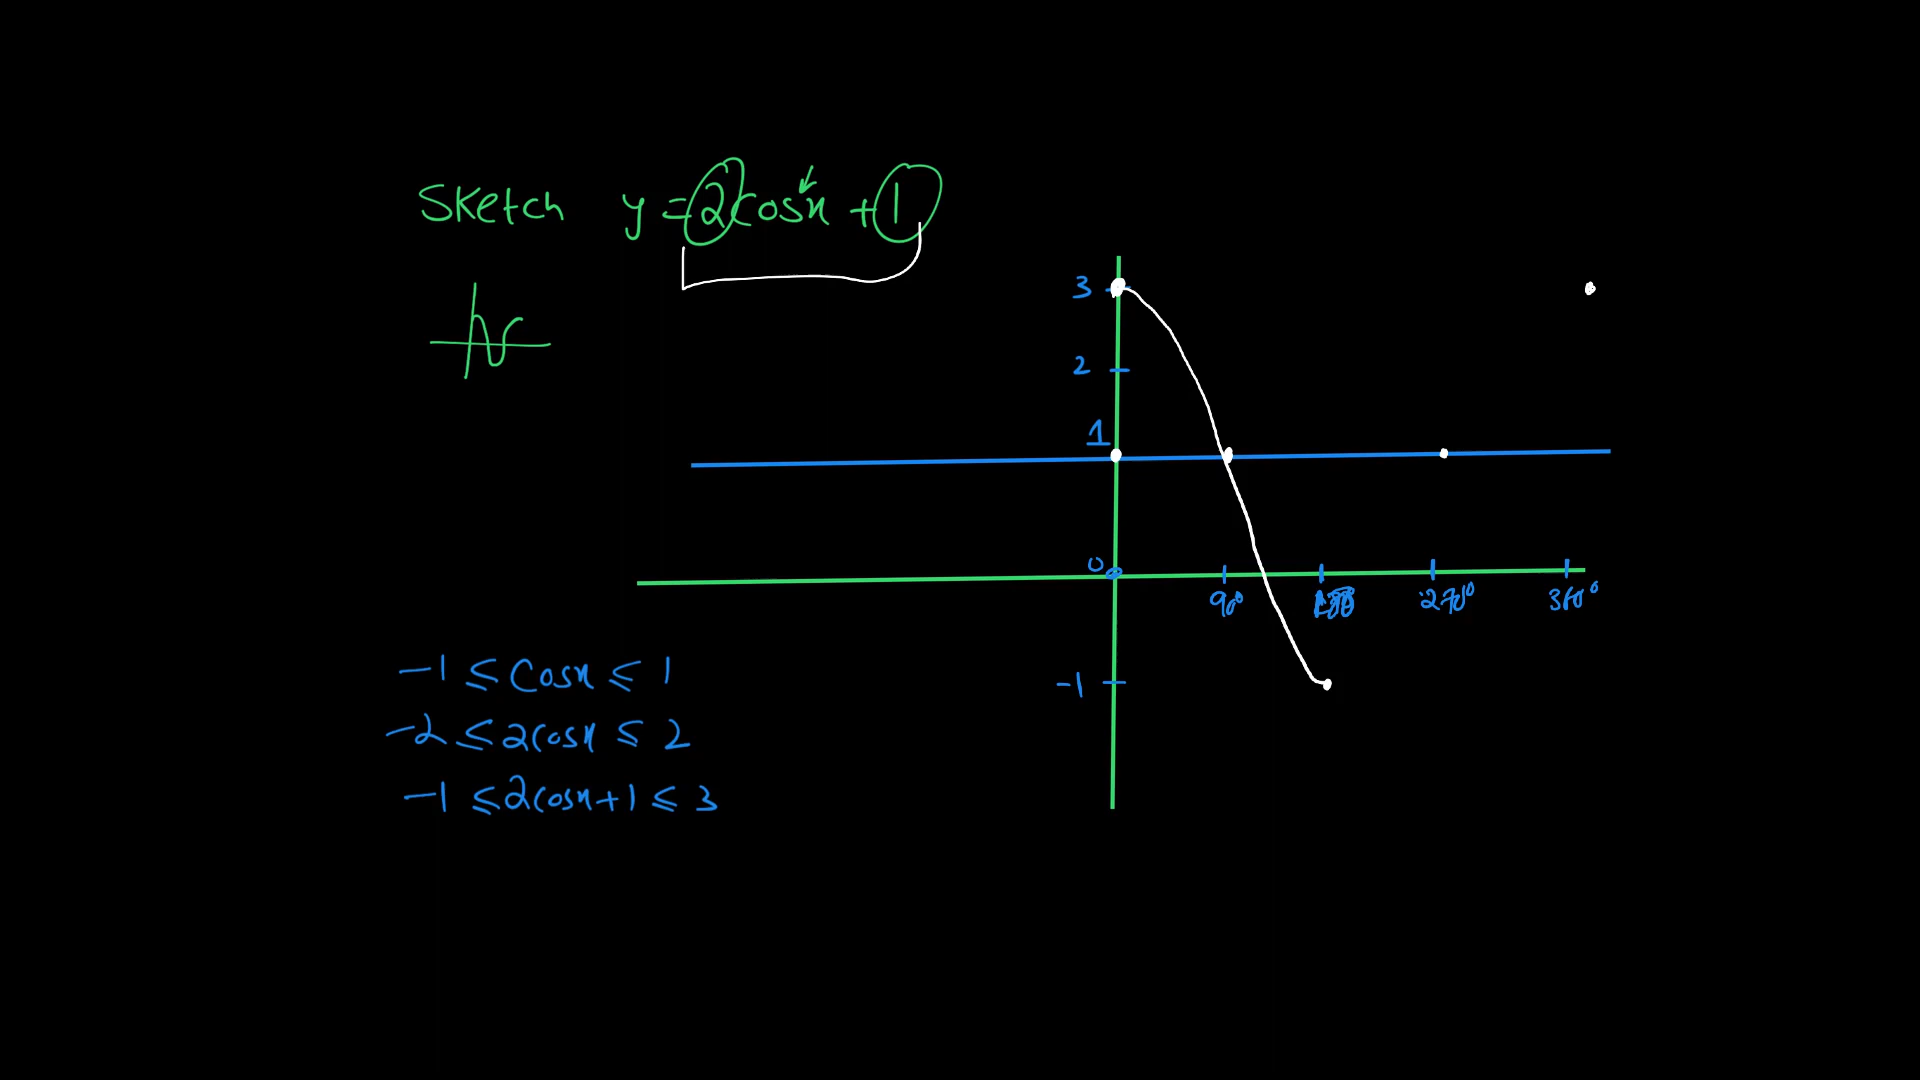 Sketch y = 2cosx + 1
3
2
1
0
90° 180° 270° 360°
-1
-1 ≤ Cosx ≤ 1
-2 ≤ 2cosx ≤ 2
-1 ≤ 2cosx+1 ≤ 3